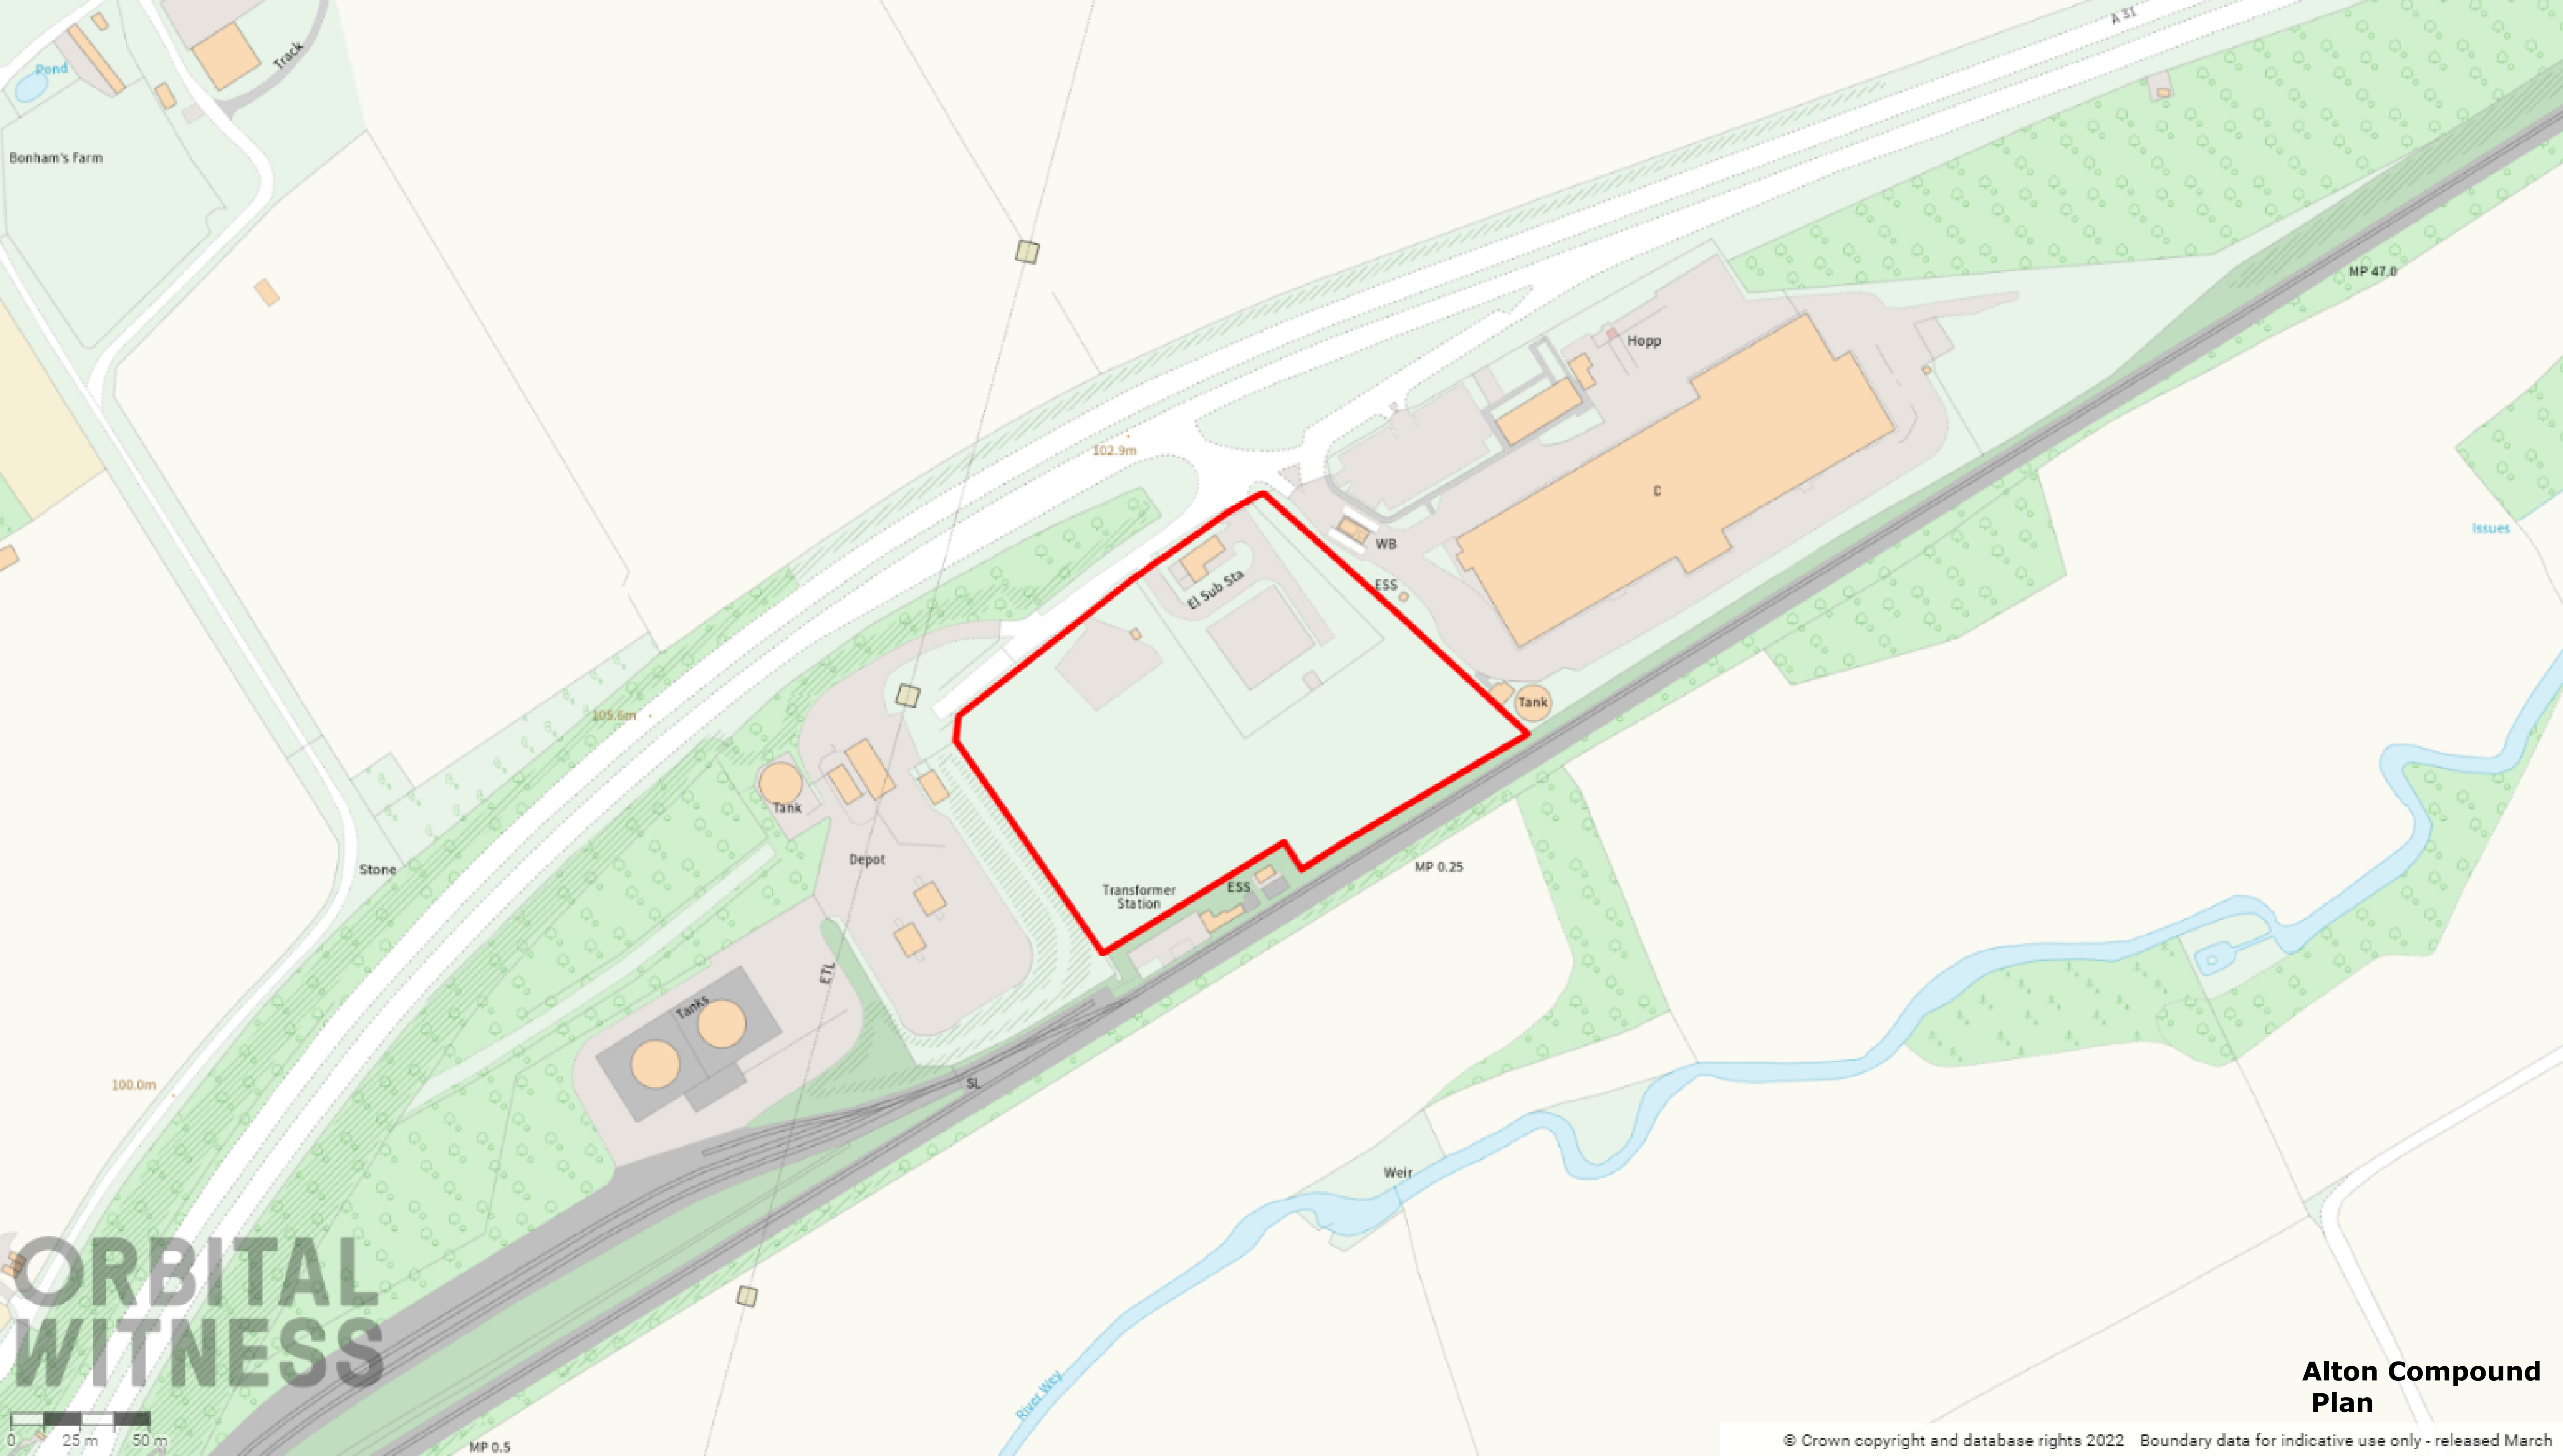 A 31
Track
Pond
Bonham's Farm
MP 47.0
Hopp
102.9m
D
Issues
WB
El Sub Sta
ESS
Tank
105.6m
Tank
Depot
Stone
MP 0.25
Transformer
Station
ESS
ETL
Tanks
SL
100.0m
Weir
River Wey
ORBITAL
WITNESS
Alton Compound
Plan
0 25 m 50 m
MP 0.5
© Crown copyright and database rights 2022 Boundary data for indicative use only - released March